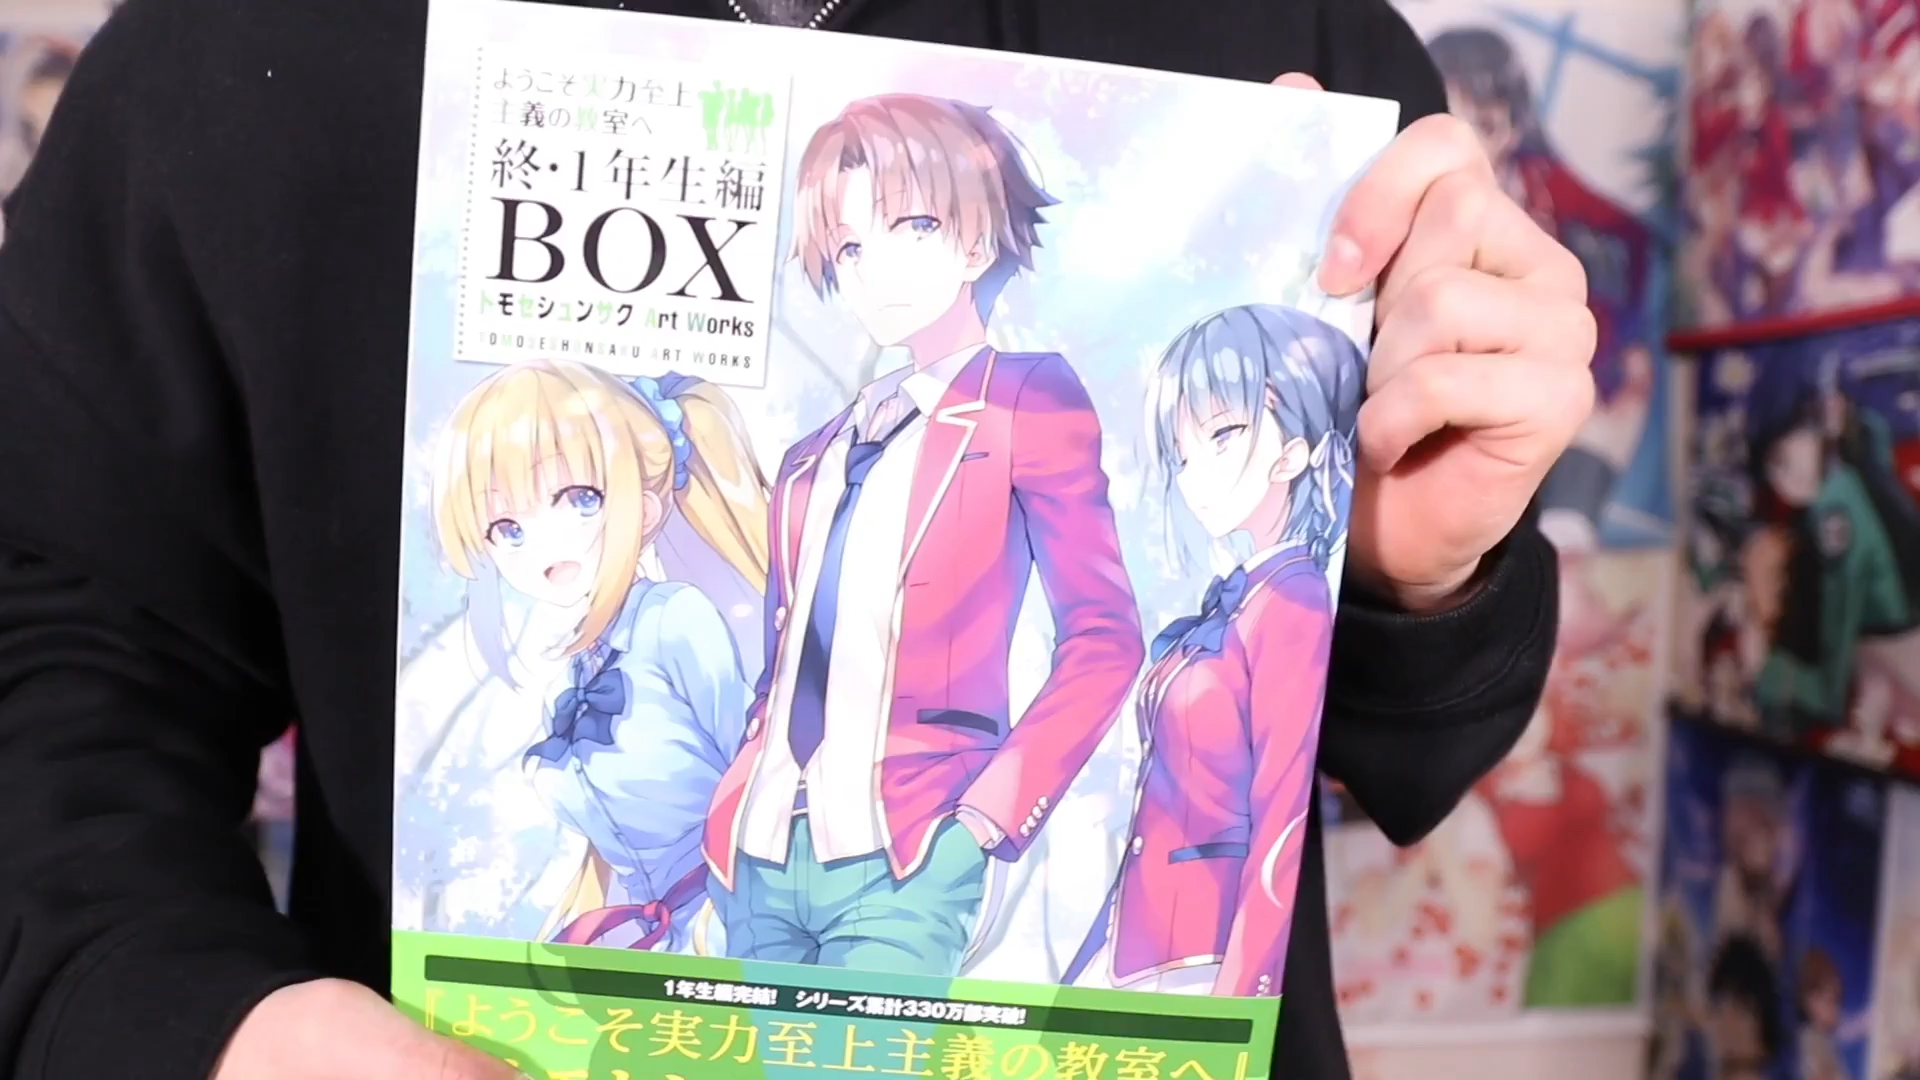 ようこそ実力至上
主義の教室へ
終・1年生編
BOX
トモセシュンサク Art Works
TOMOSESHUNSAKU ART WORKS
1年生編完結! シリーズ累計330万部突破!
『ようこそ実力至上主義の教室へ』